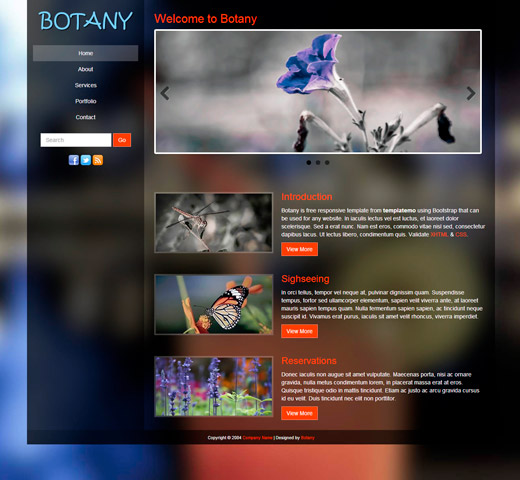 BOTANY
Home
About
Services
Portfolio
Contact
Search
Go
Welcome to Botany
Introduction
Botany is free responsive template from templatemo using Bootstrap that can
be used for any website. In iaculis lectus vel est luctus, et laoreet dolor
scelerisque. Sed a erat nunc. Nam est eros, commodo vitae nisl sed, consectetur
dapibus lacus. Ut lectus libero, condimentum quis. Validate XHTML & CSS.
View More
Sighseeing
In orci tellus, tempor vel neque at, pulvinar dignissim quam. Suspendisse
tempus, tortor sed ullamcorper elementum, sapien velit viverra ante, at laoreet
mauris sapien tempus quam. Nulla fermentum sapien sapien, ac tincidunt neque
suscipit id. Vivamus erat purus, iaculis sit amet velit rhoncus, viverra imperdiet.
View More
Reservations
Donec iaculis non augue sit amet vulputate. Maecenas porta, nisi ac ornare
gravida, nulla metus condimentum lorem, in placerat massa erat at eros.
Quisque tristique odio in mattis tincidunt. Etiam ac justo ac arcu gravida cursus
id eu velit. Duis tincidunt nec elit non porttitor.
View More
Copyright © 2084 Company Name | Designed by Botany